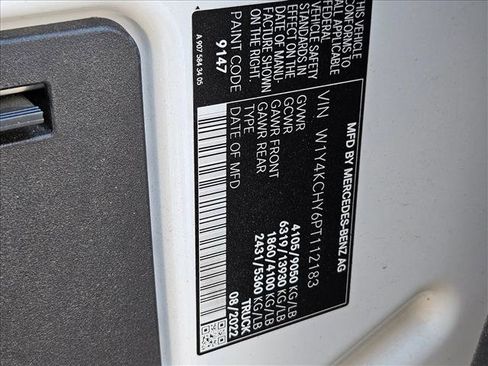 MFD BY MERCEDES-BENZ AG
VIN W1Y4KCHY6PT112183
GVWR 4105/9050 KG/LB
GCWR 6319/13930 KG/LB
GAWR FRONT 1860/4100 KG/LB
GAWR REAR 2431/5360 KG/LB
TYPE TRUCK
DATE OF MFD 08/2022
THIS VEHICLE
CONFORMS TO
ALL APPLICABLE
FEDERAL
VEHICLE SAFETY
STANDARDS IN
EFFECT ON THE
DATE OF MANU-
FACTURE SHOWN
ON THE RIGHT.
PAINT CODE
9147
A 907 584 34 05